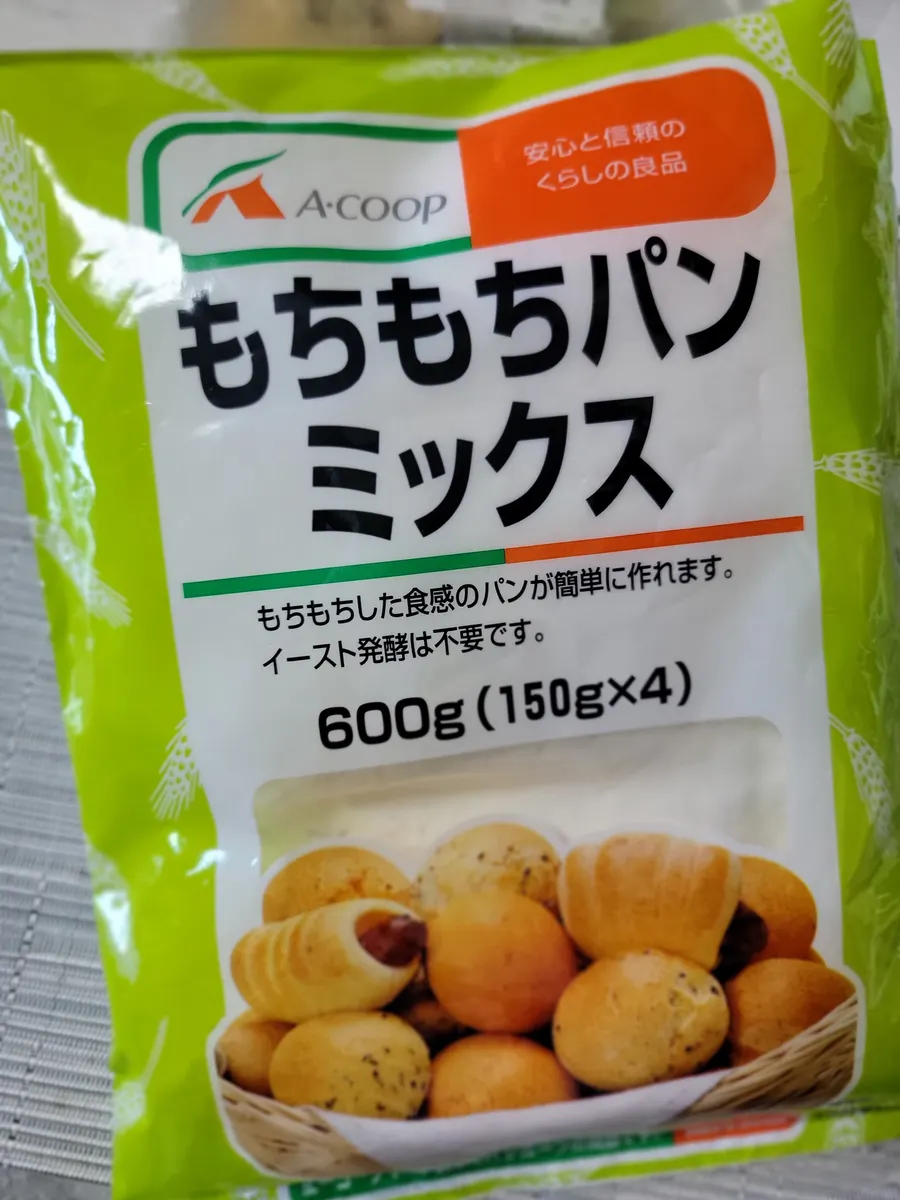 安心と信頼の
くらしの良品
A·COOP
もちもちパン
ミックス
もちもちした食感のパンが簡単に作れます。
イースト発酵は不要です。
600g(150g×4)